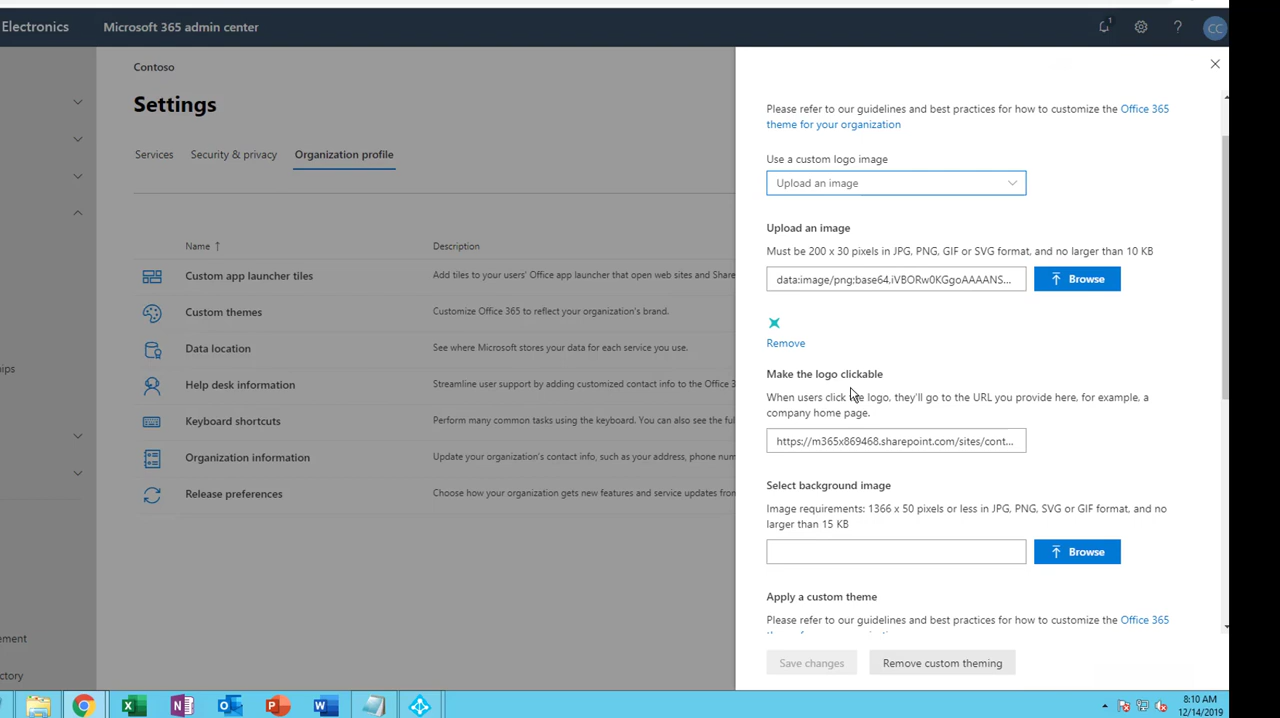 Electronics
Microsoft 365 admin center
1
CC
Contoso
Settings
Services Security & privacy Organization profile
Name ↑ Description
Custom app launcher tiles Add tiles to your users' Office app launcher that open web sites and Share
Custom themes Customize Office 365 to reflect your organization's brand.
Data location See where Microsoft stores your data for each service you use.
Help desk information Streamline user support by adding customized contact info to the Office 3
Keyboard shortcuts Perform many common tasks using the keyboard. You can also see the ful
Organization information Update your organization's contact info, such as your address, phone num
Release preferences Choose how your organization gets new features and service updates from
ips
ement
ctory
Please refer to our guidelines and best practices for how to customize the Office 365
theme for your organization
Use a custom logo image
Upload an image
Upload an image
Must be 200 x 30 pixels in JPG, PNG, GIF or SVG format, and no larger than 10 KB
data:image/png;base64,iVBORw0KGgoAAAANS... Browse
Remove
Make the logo clickable
When users click the logo, they'll go to the URL you provide here, for example, a
company home page.
https://m365x869468.sharepoint.com/sites/cont...
Select background image
Image requirements: 1366 x 50 pixels or less in JPG, PNG, SVG or GIF format, and no
larger than 15 KB
Browse
Apply a custom theme
Please refer to our guidelines and best practices for how to customize the Office 365
Save changes Remove custom theming
8:10 AM
12/14/2019